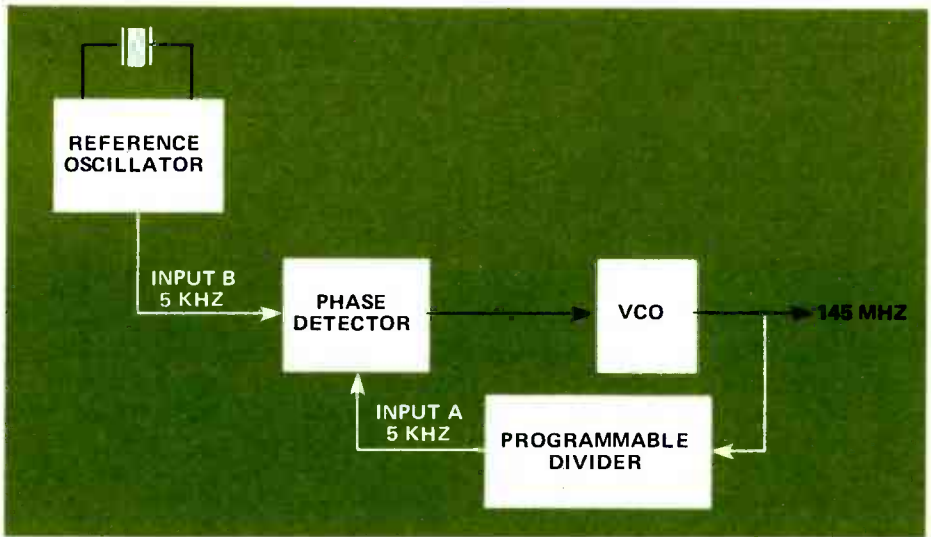 REFERENCE
OSCILLATOR
INPUT B
5 KHZ
PHASE
DETECTOR
VCO
145 MHZ
INPUT A
5 KHZ
PROGRAMMABLE
DIVIDER